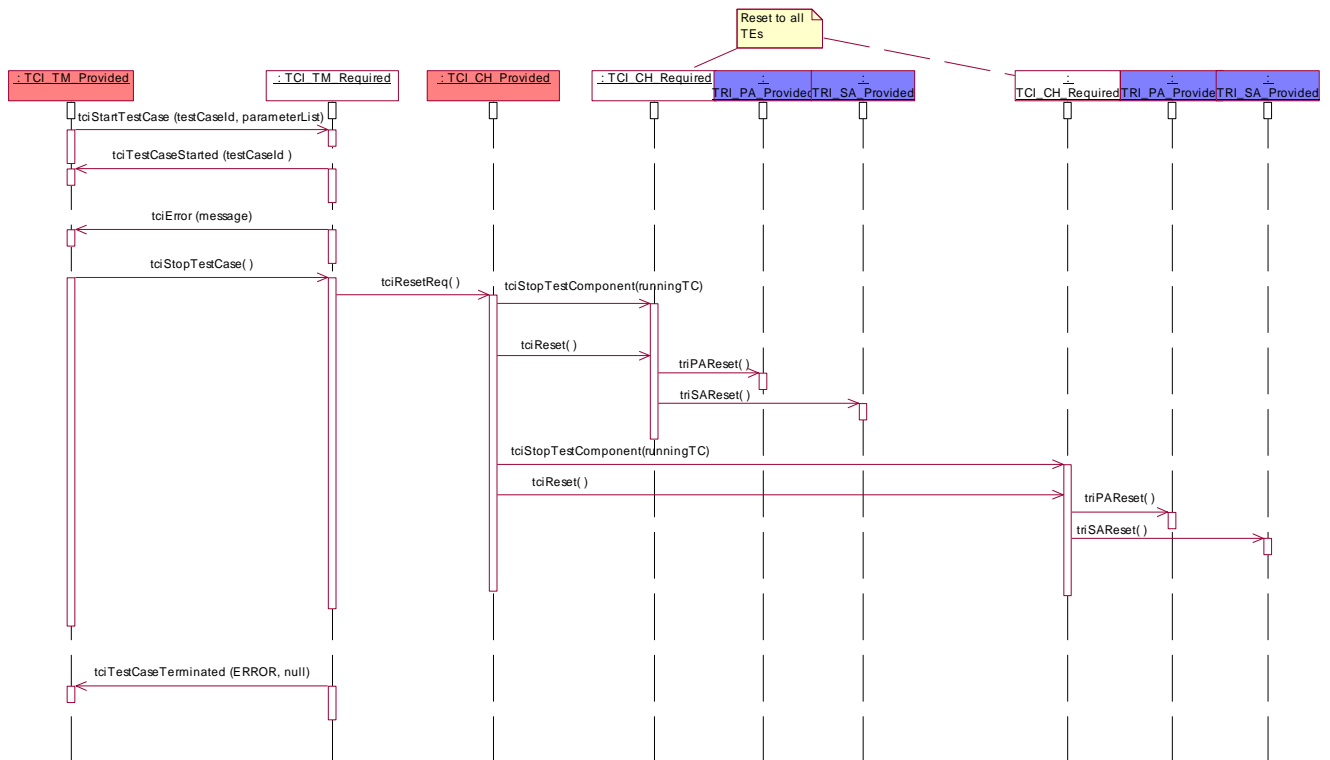 Reset to all
TEs
: TCI_TM_Provided
: TCI_TM_Required
: TCI_CH_Provided
: TCI_CH_Required
:
TRI_PA_Provided
:
TRI_SA_Provided
:
TCI_CH_Required
:
TRI_PA_Provided
:
TRI_SA_Provided
tciStartTestCase (testCaseId, parameterList)
tciTestCaseStarted (testCaseId )
tciError (message)
tciStopTestCase( )
tciResetReq( )
tciStopTestComponent(runningTC)
tciReset( )
triPAReset( )
triSAReset( )
tciStopTestComponent(runningTC)
tciReset( )
triPAReset( )
triSAReset( )
tciTestCaseTerminated (ERROR, null)